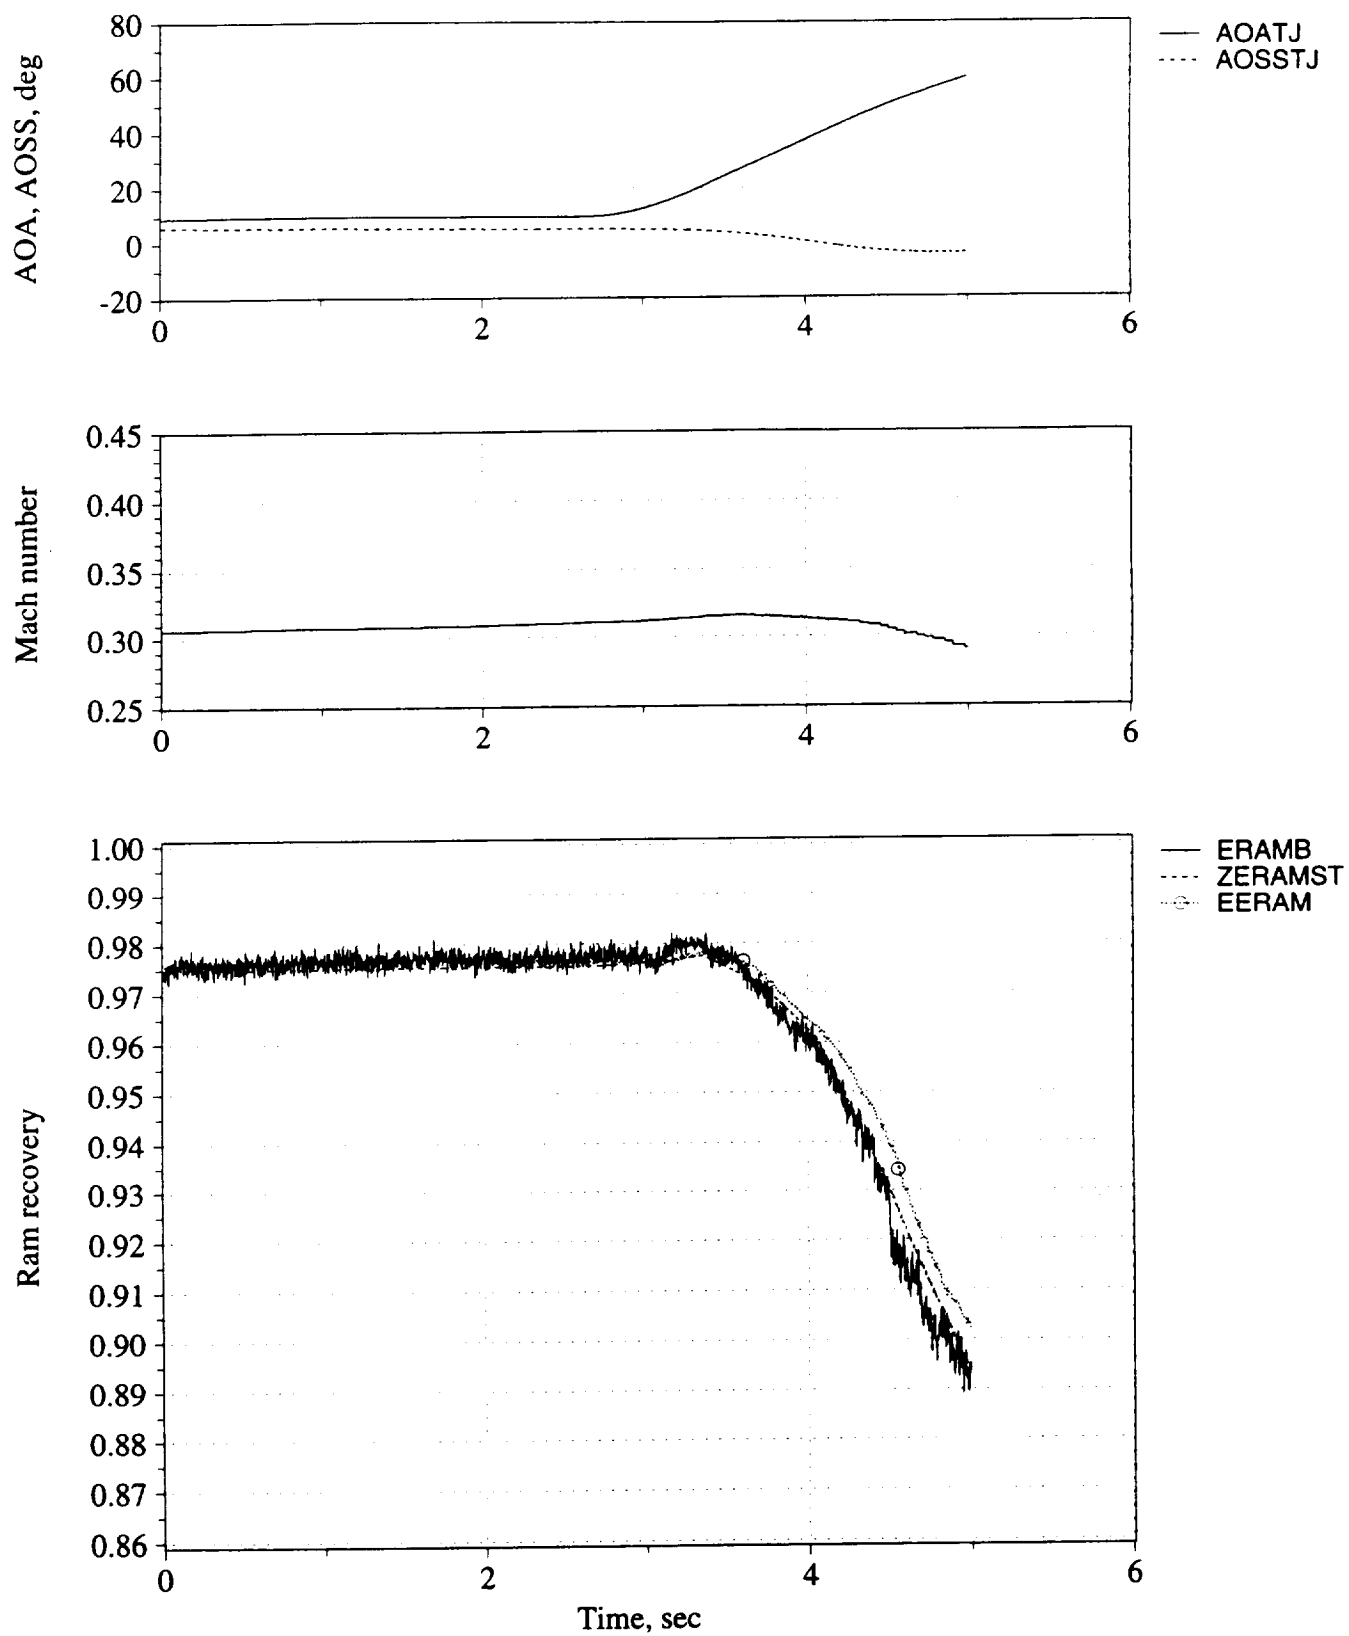 80
60
40
20
0
-20
AOA, AOSS, deg
0 2 4 6
AOATJ
AOSSTJ
0.45
0.40
0.35
0.30
0.25
Mach number
0 2 4 6
1.00
0.99
0.98
0.97
0.96
0.95
0.94
0.93
0.92
0.91
0.90
0.89
0.88
0.87
0.86
Ram recovery
0 2 4 6
Time, sec
ERAMB
ZERAMST
EERAM